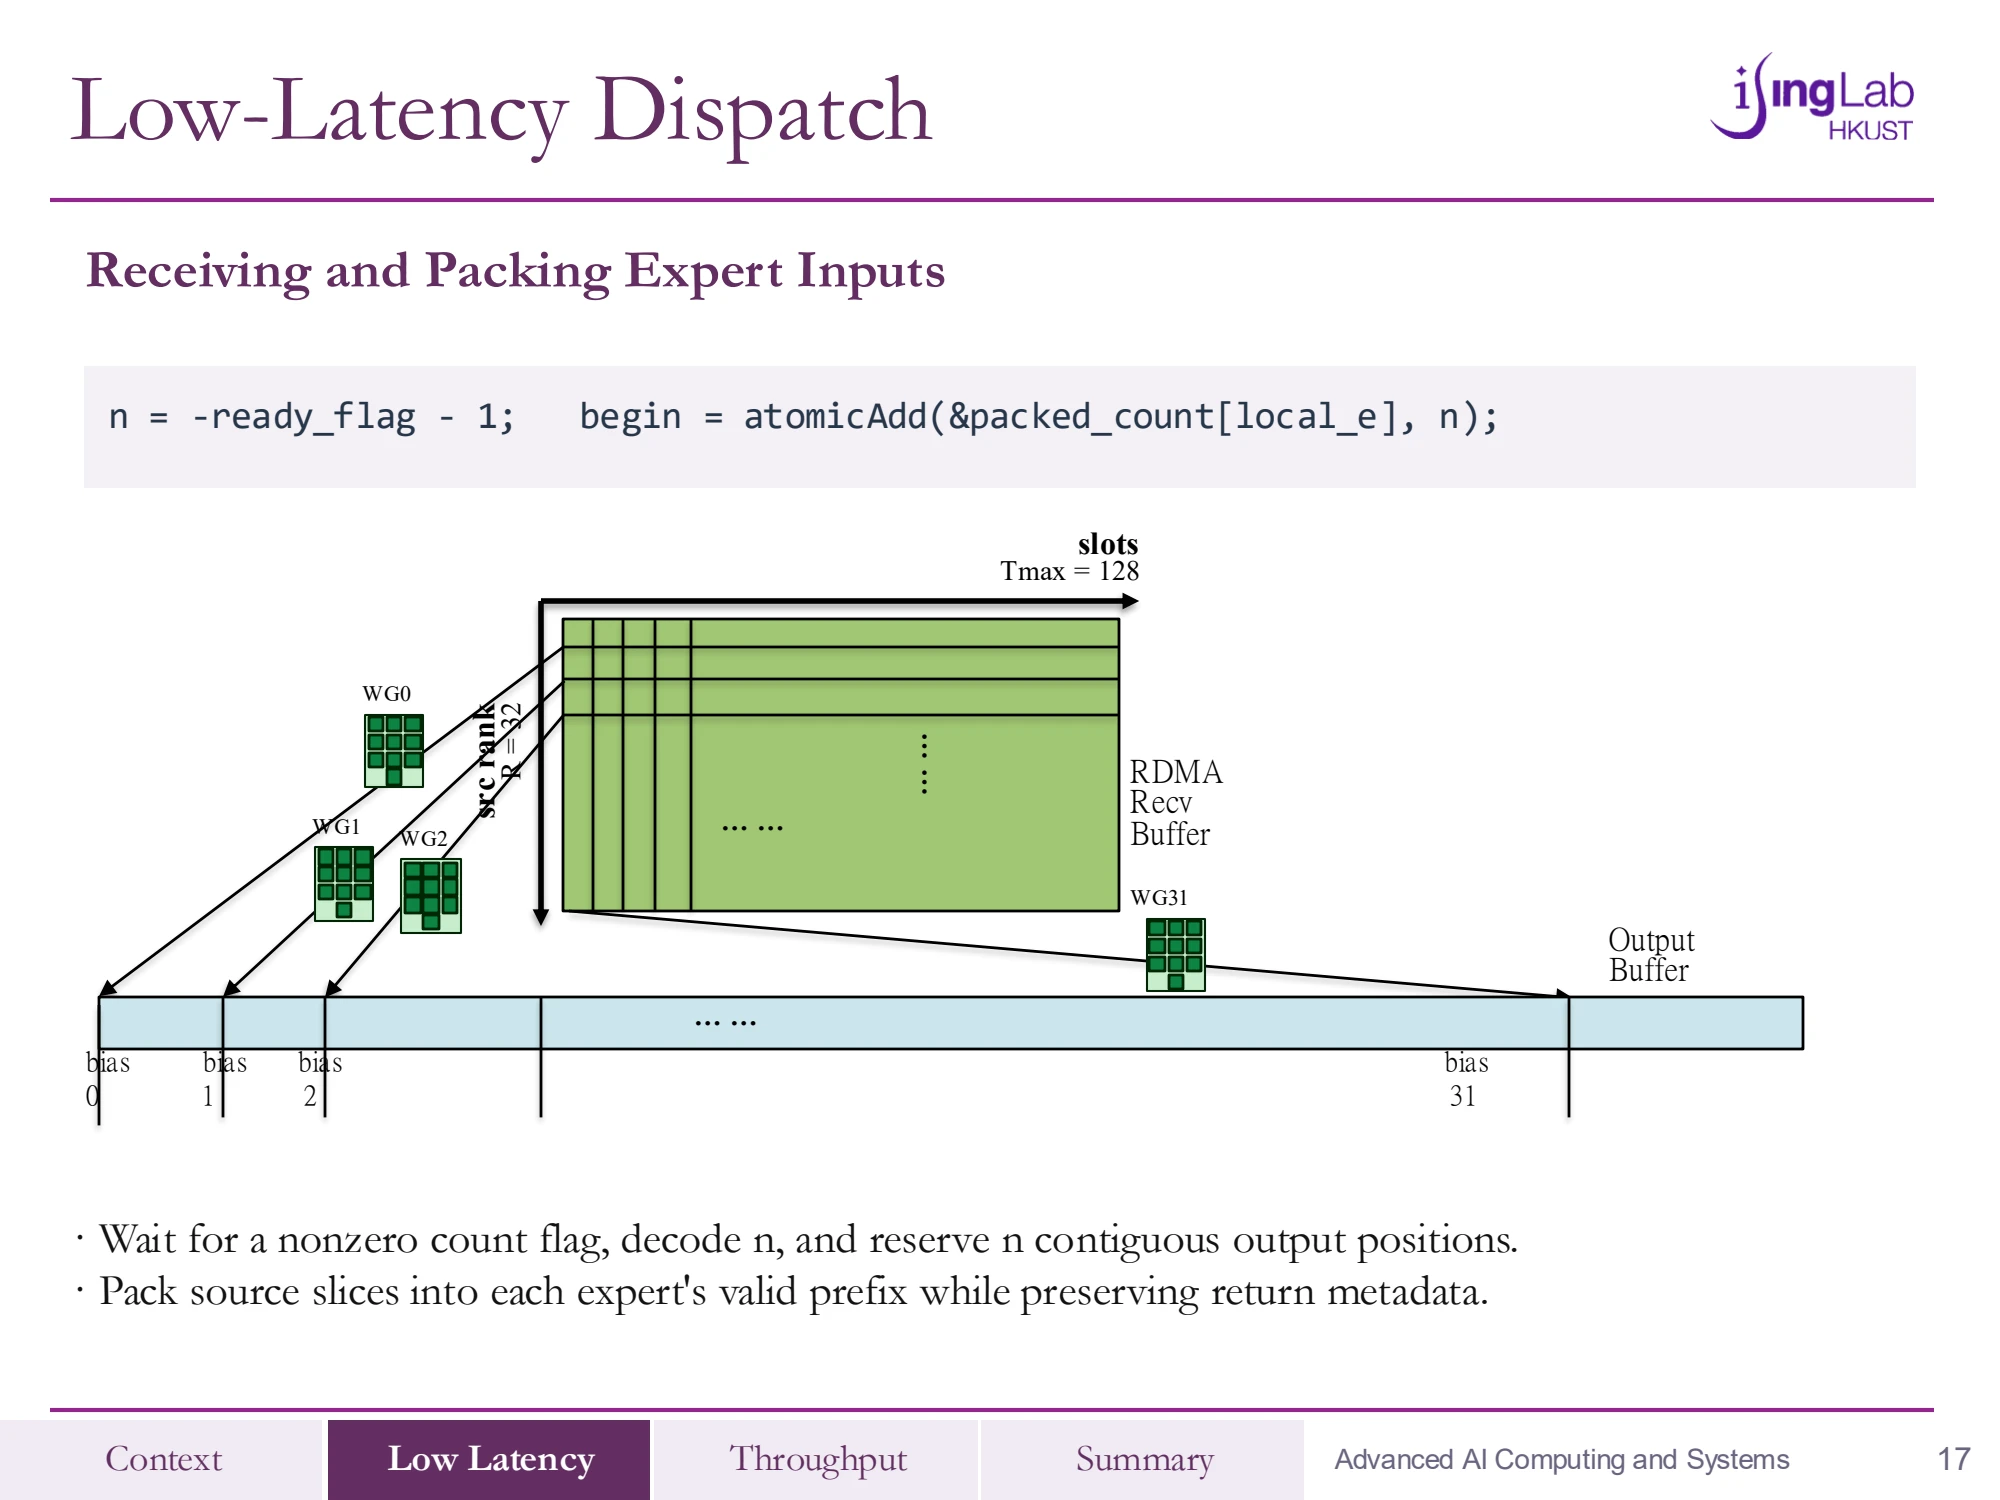 Low-Latency Dispatch
isingLab
HKUST
Receiving and Packing Expert Inputs
n = -ready_flag - 1;   begin = atomicAdd(&packed_count[local_e], n);
slots
Tmax = 128
src rank
R = 32
WG0
WG1
WG2
... ...
... ...
RDMA
Recv
Buffer
WG31
Output
Buffer
... ...
bias
0
bias
1
bias
2
bias
31
· Wait for a nonzero count flag, decode n, and reserve n contiguous output positions.
· Pack source slices into each expert's valid prefix while preserving return metadata.
Context
Low Latency
Throughput
Summary
Advanced AI Computing and Systems
17